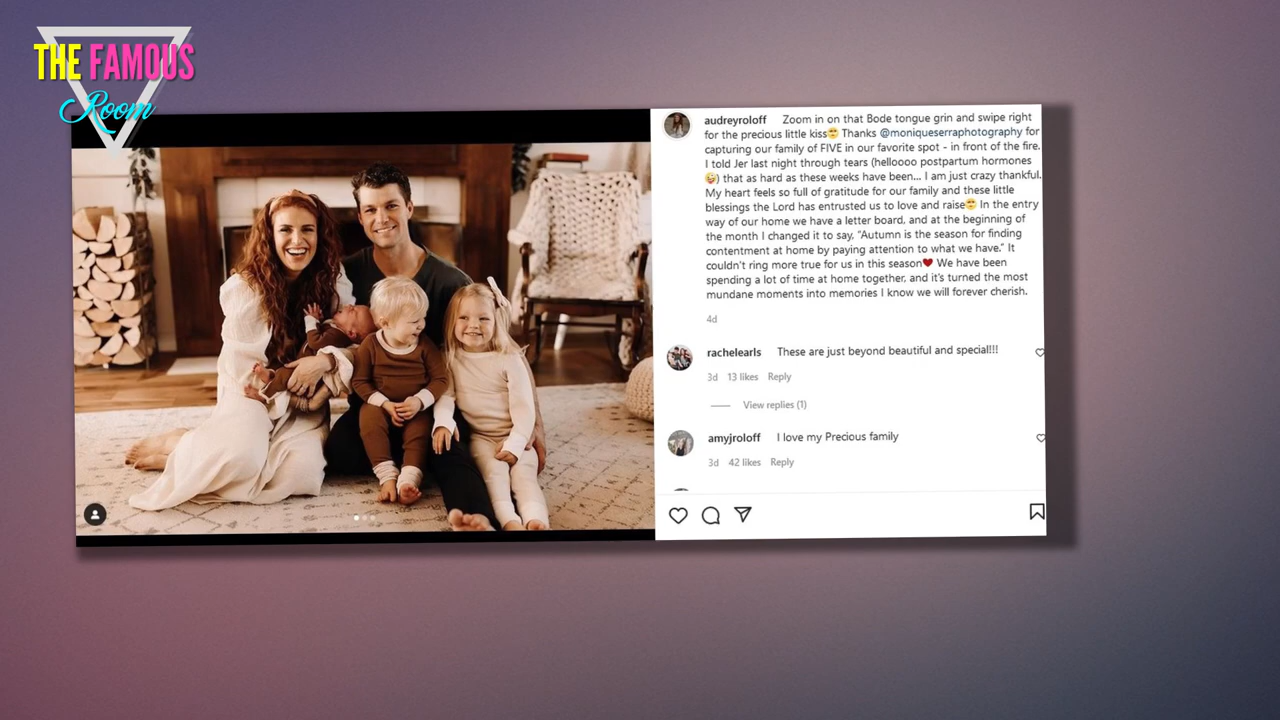 THE FAMOUS
Room
audreyroloff Zoom in on that Bode tongue grin and swipe right
for the precious little kiss😍 Thanks @moniqueserraphotography for
capturing our family of FIVE in our favorite spot - in front of the fire.
I told Jer last night through tears (helloooo postpartum hormones
🤪) that as hard as these weeks have been... I am just crazy thankful.
My heart feels so full of gratitude for our family and these little
blessings the Lord has entrusted us to love and raise😍 In the entry
way of our home we have a letter board, and at the beginning of
the month I changed it to say, "Autumn is the season for finding
contentment at home by paying attention to what we have." It
couldn't ring more true for us in this season♥ We have been
spending a lot of time at home together, and it's turned the most
mundane moments into memories I know we will forever cherish.
4d
rachelearls These are just beyond beautiful and special!!!
3d 13 likes Reply
View replies (1)
amyjroloff I love my Precious family
3d 42 likes Reply